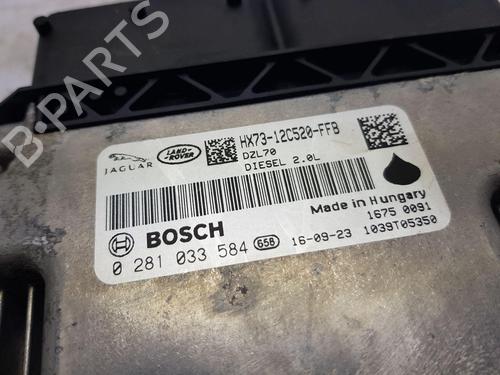 JAGUAR
LAND-
ROVER
HX73-12C520-FFB
DZL70
DIESEL 2.0L
Made in Hungary
1675 0091
BOSCH
0 281 033 584 658 16-09-23 1039T05350
B-PARTS